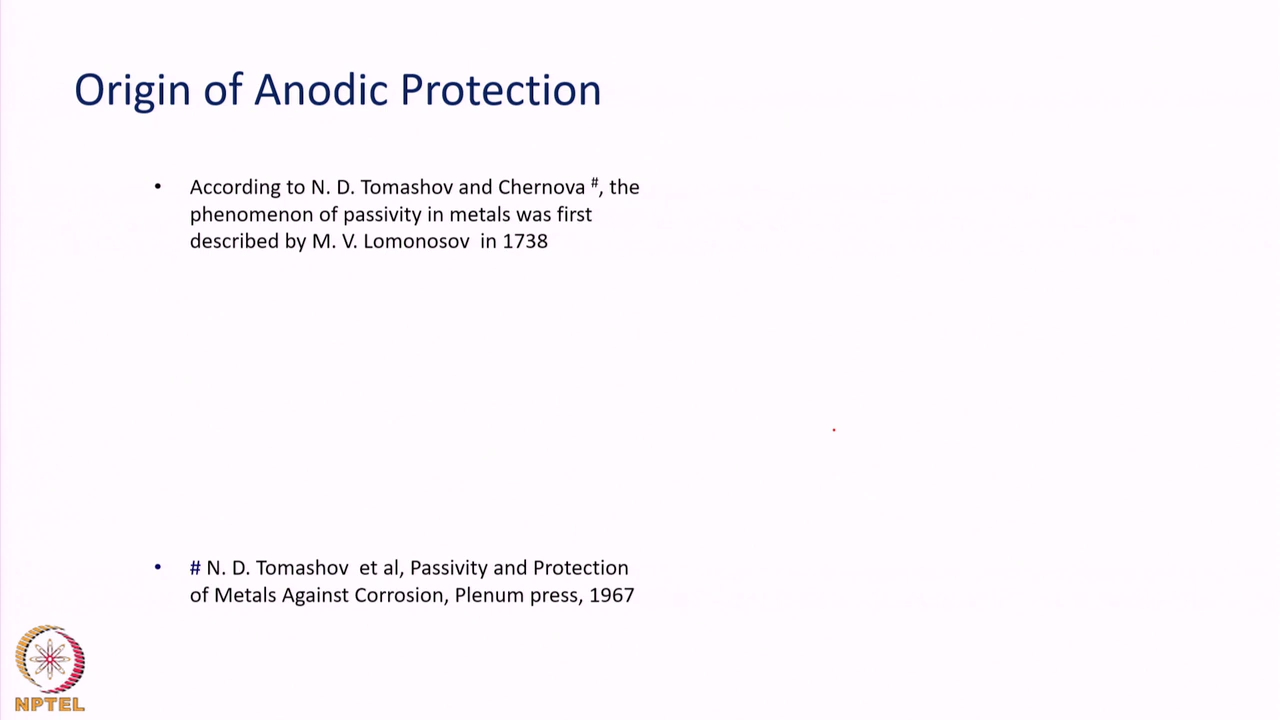 Origin of Anodic Protection
• According to N. D. Tomashov and Chernova #, the
phenomenon of passivity in metals was first
described by M. V. Lomonosov in 1738
• # N. D. Tomashov et al, Passivity and Protection
of Metals Against Corrosion, Plenum press, 1967
NPTEL